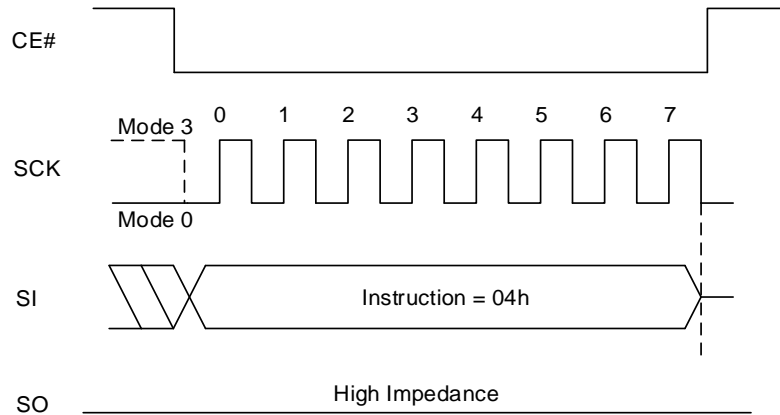 CE#
0 1 2 3 4 5 6 7
Mode 3
SCK
Mode 0
SI
Instruction = 04h
High Impedance
SO